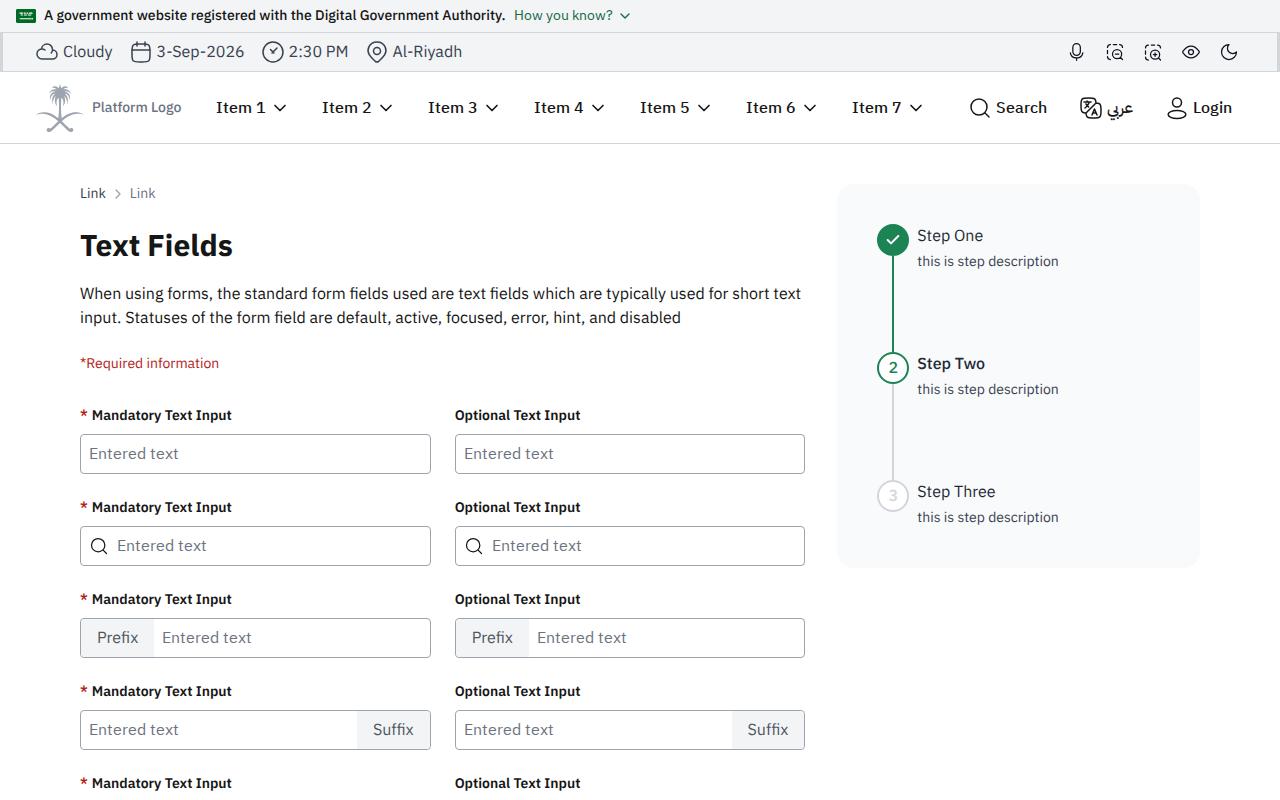 A government website registered with the Digital Government Authority. How you know?
Cloudy 3-Sep-2026 2:30 PM Al-Riyadh
Platform Logo Item 1 Item 2 Item 3 Item 4 Item 5 Item 6 Item 7 Search عربي Login
Link Link
Text Fields
When using forms, the standard form fields used are text fields which are typically used for short text
input. Statuses of the form field are default, active, focused, error, hint, and disabled
*Required information
* Mandatory Text Input Optional Text Input
Entered text Entered text
* Mandatory Text Input Optional Text Input
Entered text Entered text
* Mandatory Text Input Optional Text Input
Prefix Entered text Prefix Entered text
* Mandatory Text Input Optional Text Input
Entered text Suffix Entered text Suffix
* Mandatory Text Input Optional Text Input
Step One
this is step description
2 Step Two
this is step description
3 Step Three
this is step description